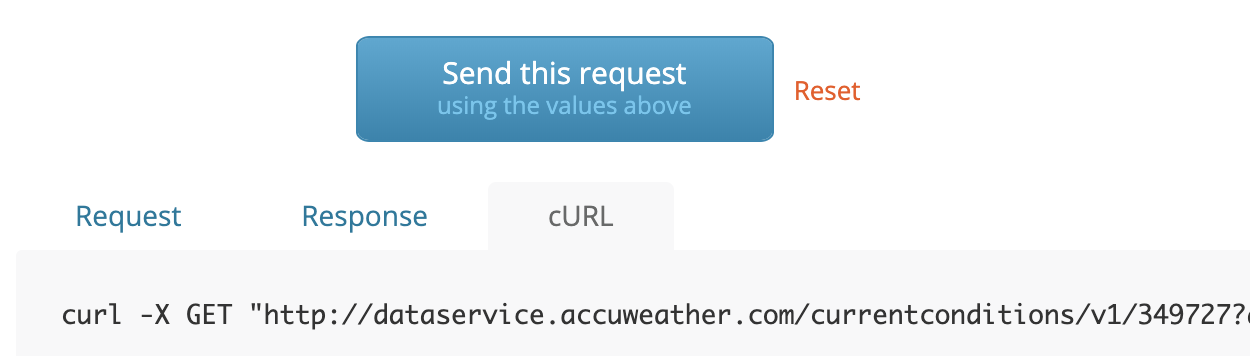 Send this request
using the values above
Reset
Request
Response
cURL
curl -X GET "http://dataservice.accuweather.com/currentconditions/v1/349727?